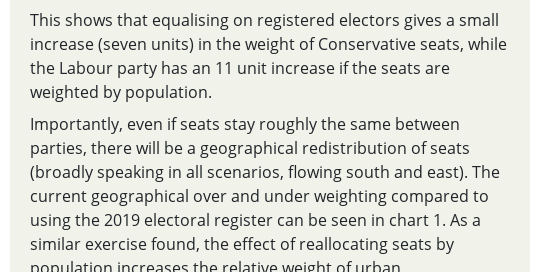 This shows that equalising on registered electors gives a small
increase (seven units) in the weight of Conservative seats, while
the Labour party has an 11 unit increase if the seats are
weighted by population.
Importantly, even if seats stay roughly the same between
parties, there will be a geographical redistribution of seats
(broadly speaking in all scenarios, flowing south and east). The
current geographical over and under weighting compared to
using the 2019 electoral register can be seen in chart 1. As a
similar exercise found, the effect of reallocating seats by
population increases the relative weight of urban